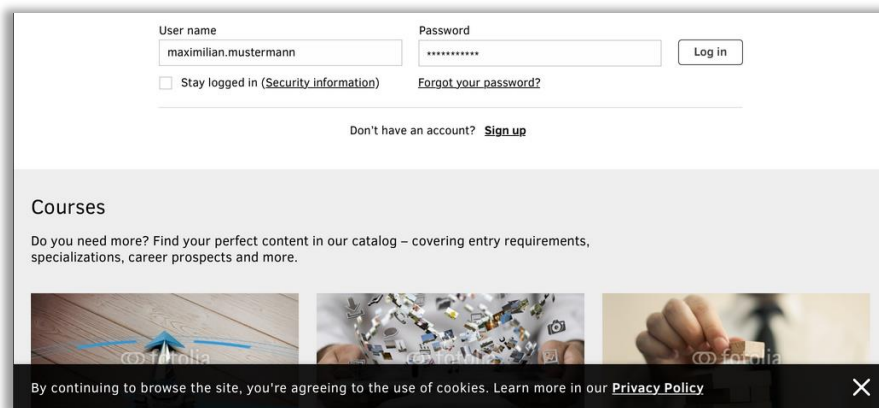 User name
Password
maximilian.mustermann
***********
Log in
Stay logged in (Security information)
Forgot your password?
Don't have an account? Sign up
Courses
Do you need more? Find your perfect content in our catalog – covering entry requirements,
specializations, career prospects and more.
fotolia
fotolia
fotolia
By continuing to browse the site, you're agreeing to the use of cookies. Learn more in our Privacy Policy